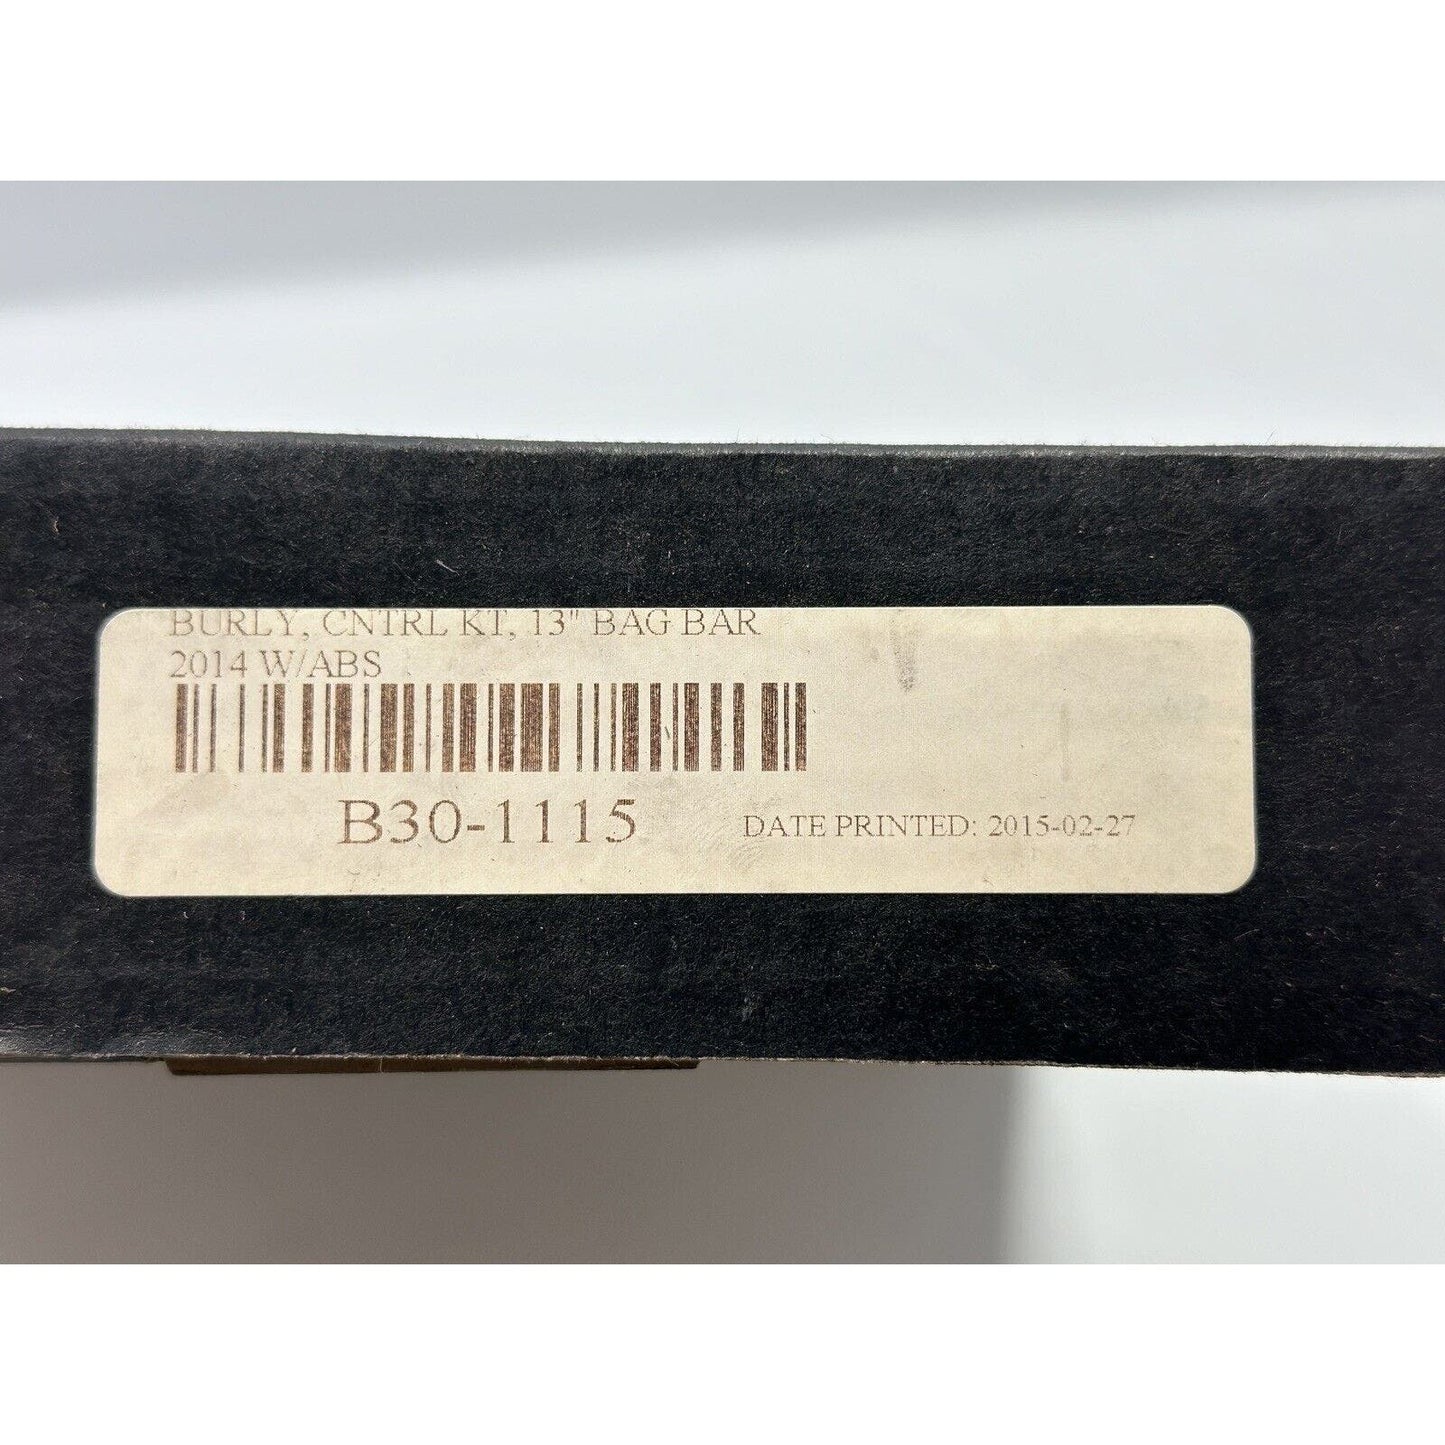 BURLY, CNTRL KT, 13" BAG BAR
2014 W/ABS
B30-1115
DATE PRINTED: 2015-02-27